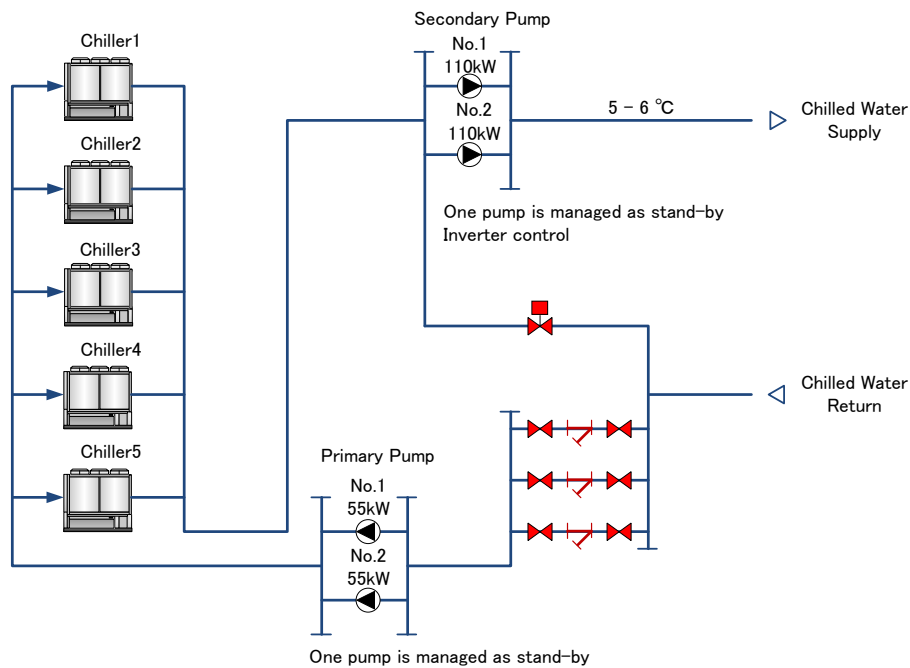 Chiller1
Chiller2
Chiller3
Chiller4
Chiller5
Secondary Pump
No.1
110kW
No.2
110kW
5 - 6 ℃
Chilled Water
Supply
One pump is managed as stand-by
Inverter control
Chilled Water
Return
Primary Pump
No.1
55kW
No.2
55kW
One pump is managed as stand-by